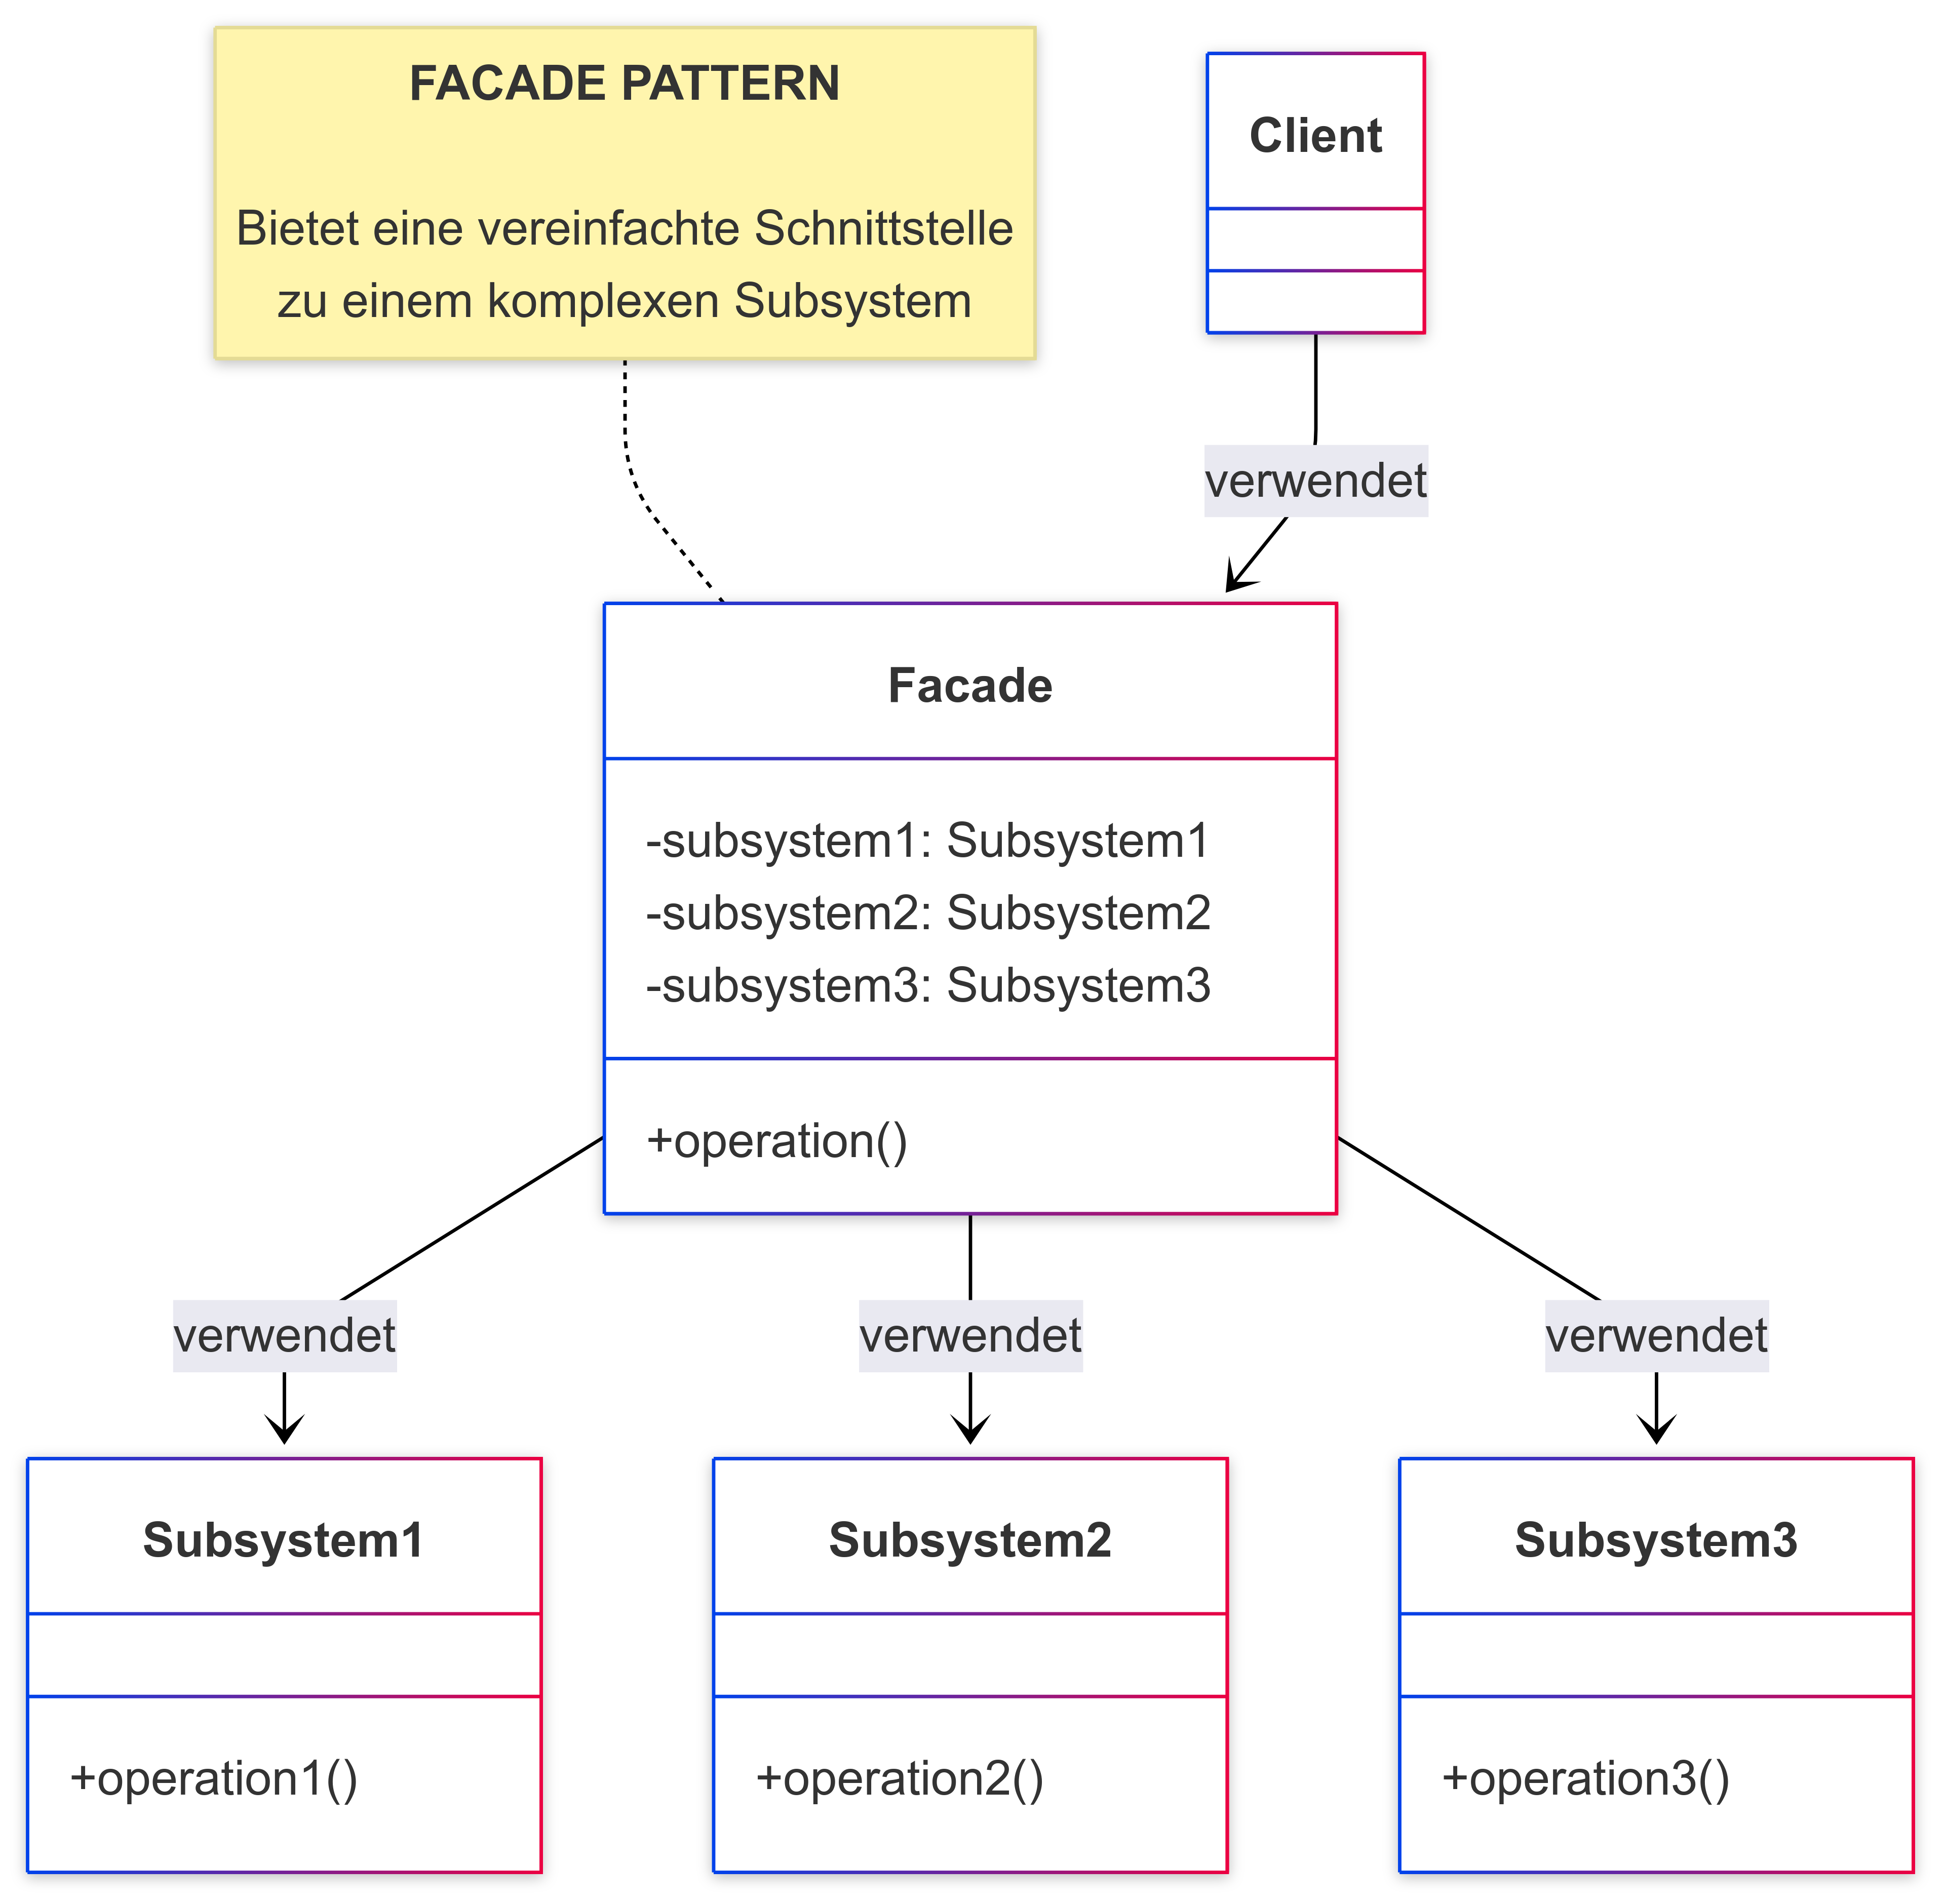 FACADE PATTERN
Bietet eine vereinfachte Schnittstelle
zu einem komplexen Subsystem
Client
verwendet
Facade
-subsystem1: Subsystem1
-subsystem2: Subsystem2
-subsystem3: Subsystem3
+operation()
verwendet
verwendet
verwendet
Subsystem1
+operation1()
Subsystem2
+operation2()
Subsystem3
+operation3()